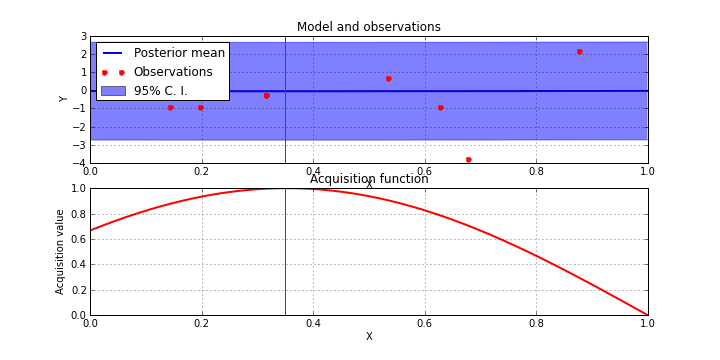 Model and observations
3
2
1
0
−1
−2
−3
−4
Y
Posterior mean
Observations
95% C. I.
0.0 0.2 0.4 0.6 0.8 1.0
X
Acquisition function
1.0
0.8
0.6
0.4
0.2
0.0
Acquisition value
0.0 0.2 0.4 0.6 0.8 1.0
X